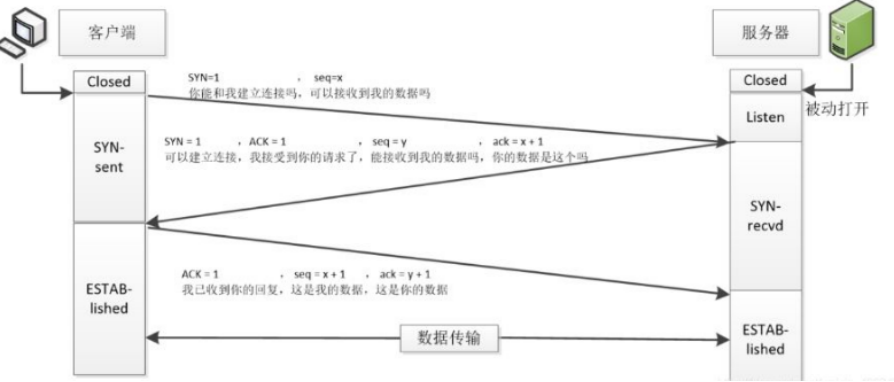 客户端
服务器
Closed
SYN=1 ， seq=x
你能和我建立连接吗，可以接收到我的数据吗
Closed
被动打开
Listen
SYN-
sent
SYN = 1 ，ACK = 1 ， seq = y ， ack = x + 1
可以建立连接，我接受到你的请求了，能接收到我的数据吗，你的数据是这个吗
SYN-
recvd
ACK = 1 ， seq = x + 1 ， ack = y + 1
我已收到你的回复，这是我的数据，这是你的数据
ESTAB-
lished
数据传输
ESTAB-
lished